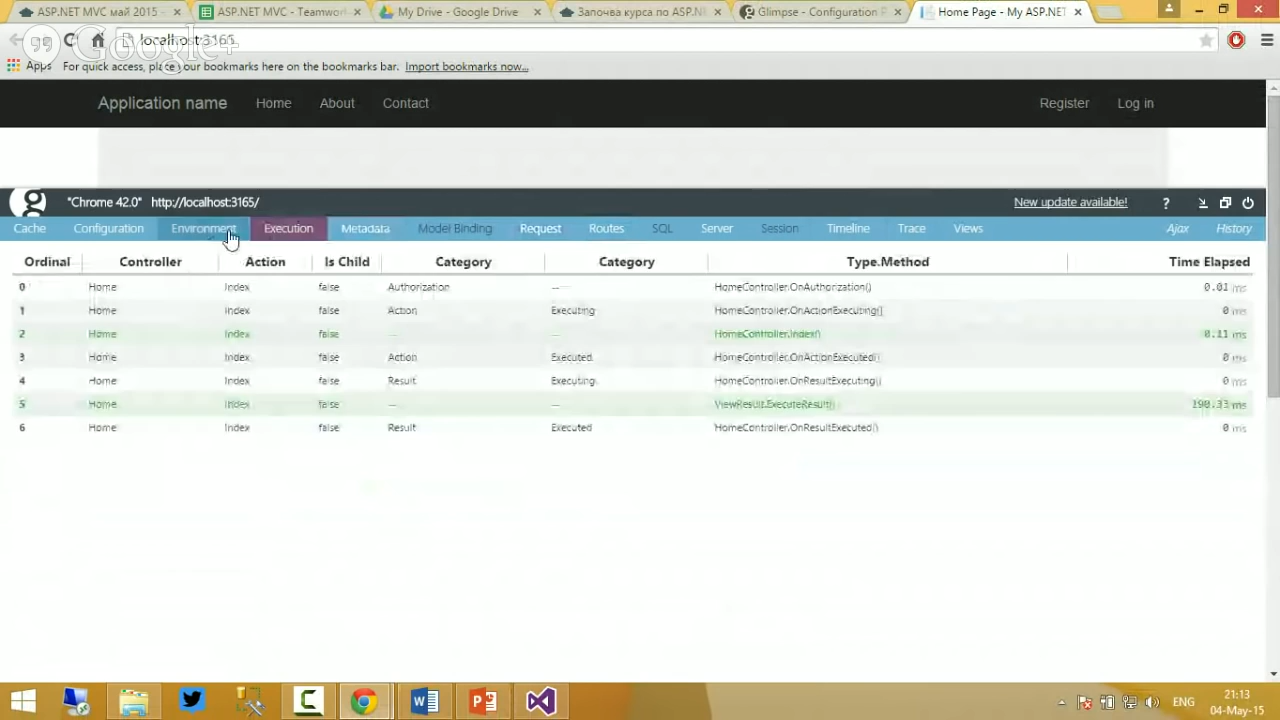 ASP.NET MVC май 2015 -
ASP.NET MVC - Teamwork
My Drive - Google Drive
Започва курса по ASP.NE
Glimpse - Configuration P
Home Page - My ASP.NET
Google+
localhost:3165
Apps For quick access, place your bookmarks here on the bookmarks bar. Import bookmarks now...
Application name Home About Contact Register Log in
g "Chrome 42.0" http://localhost:3165/ New update available! ?
Cache Configuration Environment Execution Metadata Model Binding Request Routes SQL Server Session Timeline Trace Views Ajax History
Ordinal Controller Action Is Child Category Category Type.Method Time Elapsed
0 Home Index false Authorization -- HomeController.OnAuthorization() 0.01 ms
1 Home Index false Action Executing HomeController.OnActionExecuting() 0 ms
2 Home Index false -- -- HomeController.Index() 0.11 ms
3 Home Index false Action Executed HomeController.OnActionExecuted() 0 ms
4 Home Index false Result Executing HomeController.OnResultExecuting() 0 ms
5 Home Index false -- -- ViewResult.ExecuteResult() ms
6 Home Index false Result Executed HomeController.OnResultExecuted() 0 ms
ENG
21:13
04-May-15